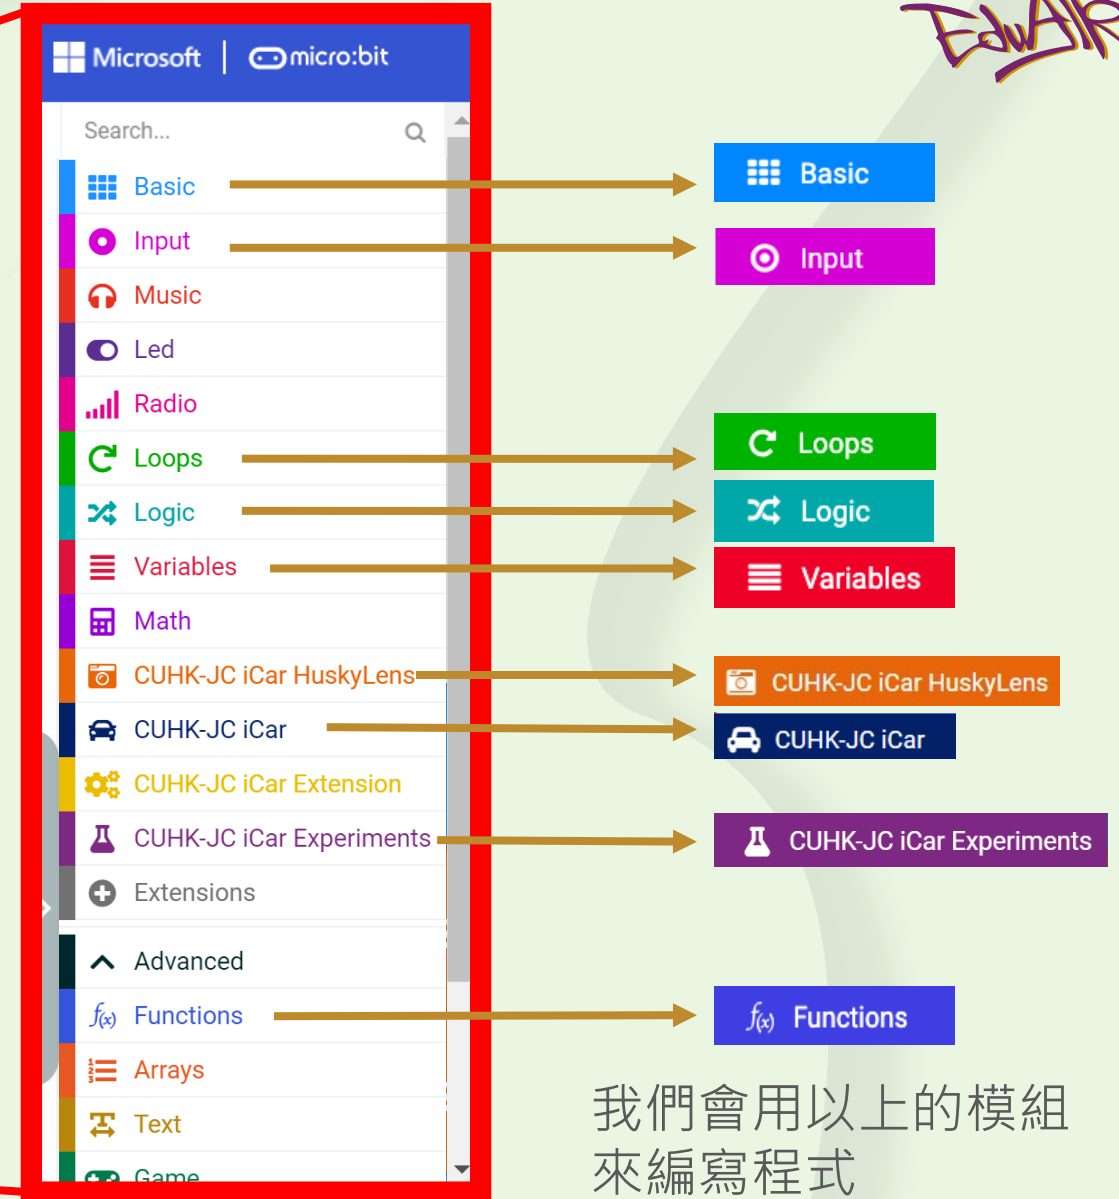 EdwAIR
Microsoft | micro:bit
Search...
Basic
Basic
Input
Input
Music
Led
Radio
Loops
Loops
Logic
Logic
Variables
Variables
Math
CUHK-JC iCar HuskyLens
CUHK-JC iCar HuskyLens
CUHK-JC iCar
CUHK-JC iCar
CUHK-JC iCar Extension
CUHK-JC iCar Experiments
CUHK-JC iCar Experiments
Extensions
Advanced
f(x) Functions
f(x) Functions
Arrays
Text
Game
我們會用以上的模組
來編寫程式